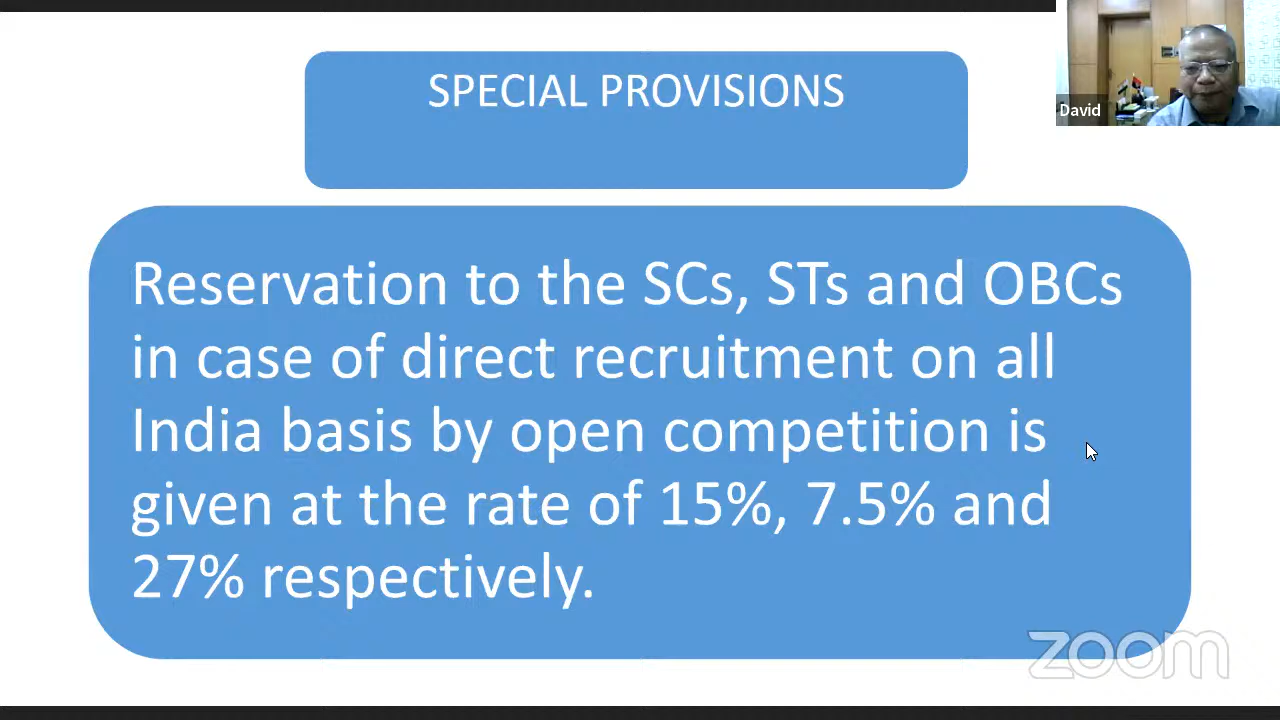 SPECIAL PROVISIONS
David
Reservation to the SCs, STs and OBCs
in case of direct recruitment on all
India basis by open competition is
given at the rate of 15%, 7.5% and
27% respectively.
zoom